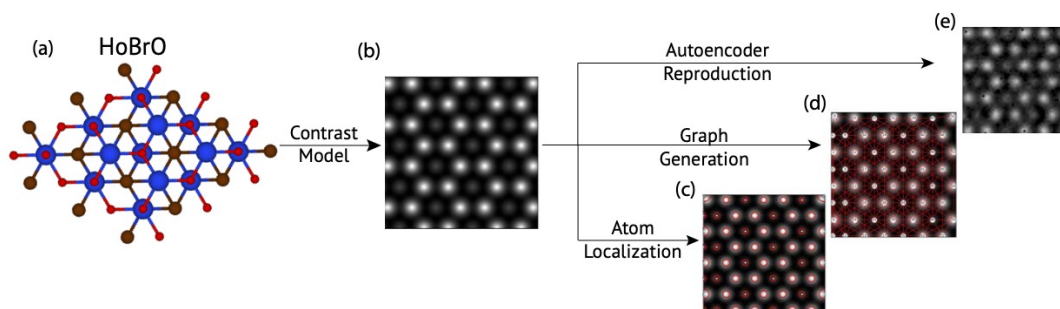 (a)
HoBrO
Contrast
Model
(b)
Autoencoder
Reproduction
(e)
Graph
Generation
(d)
Atom
Localization
(c)